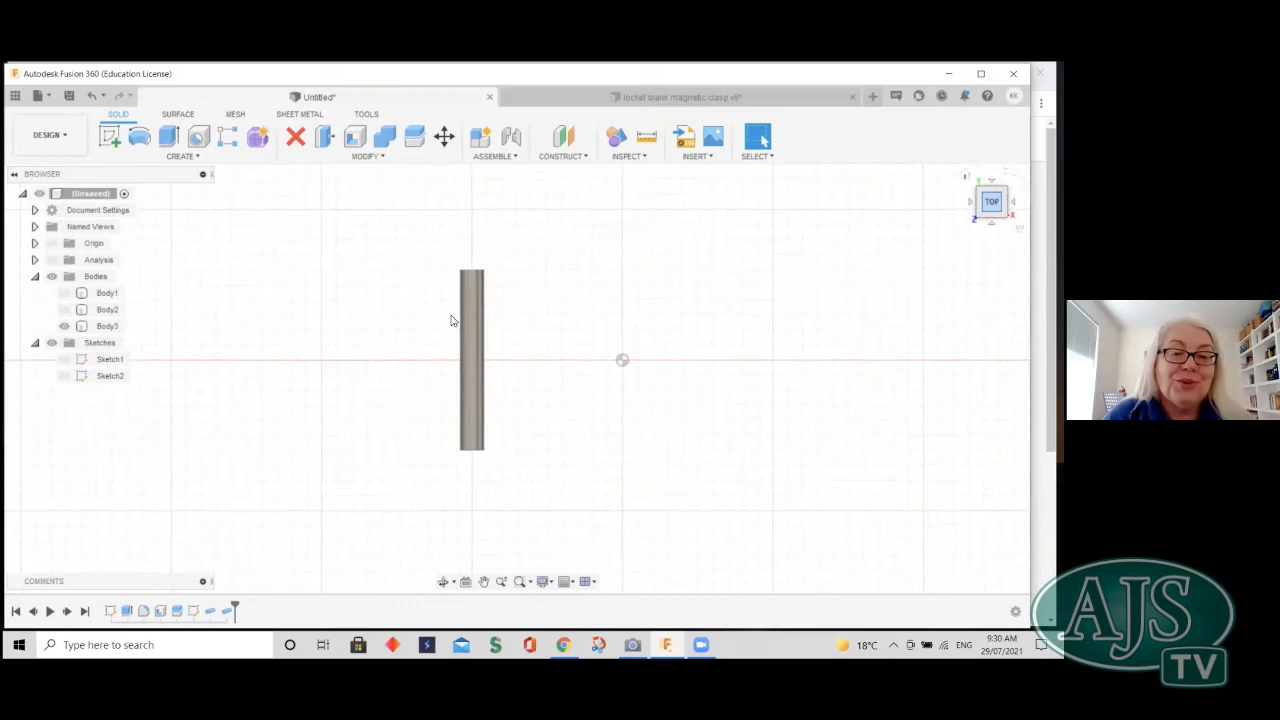 Autodesk Fusion 360 (Education License)
Untitled*
locket blank magnetic clasp v6*
KK
SOLID SURFACE MESH SHEET METAL TOOLS
DESIGN
CREATE MODIFY ASSEMBLE CONSTRUCT INSPECT INSERT SELECT
BROWSER
(Unsaved)
Document Settings
Named Views
Origin
Analysis
Bodies
Body1
Body2
Body3
Sketches
Sketch1
Sketch2
TOP
Y
Z
X
COMMENTS
Type here to search
18°C
ENG
9:30 AM
29/07/2021
AJS
TV